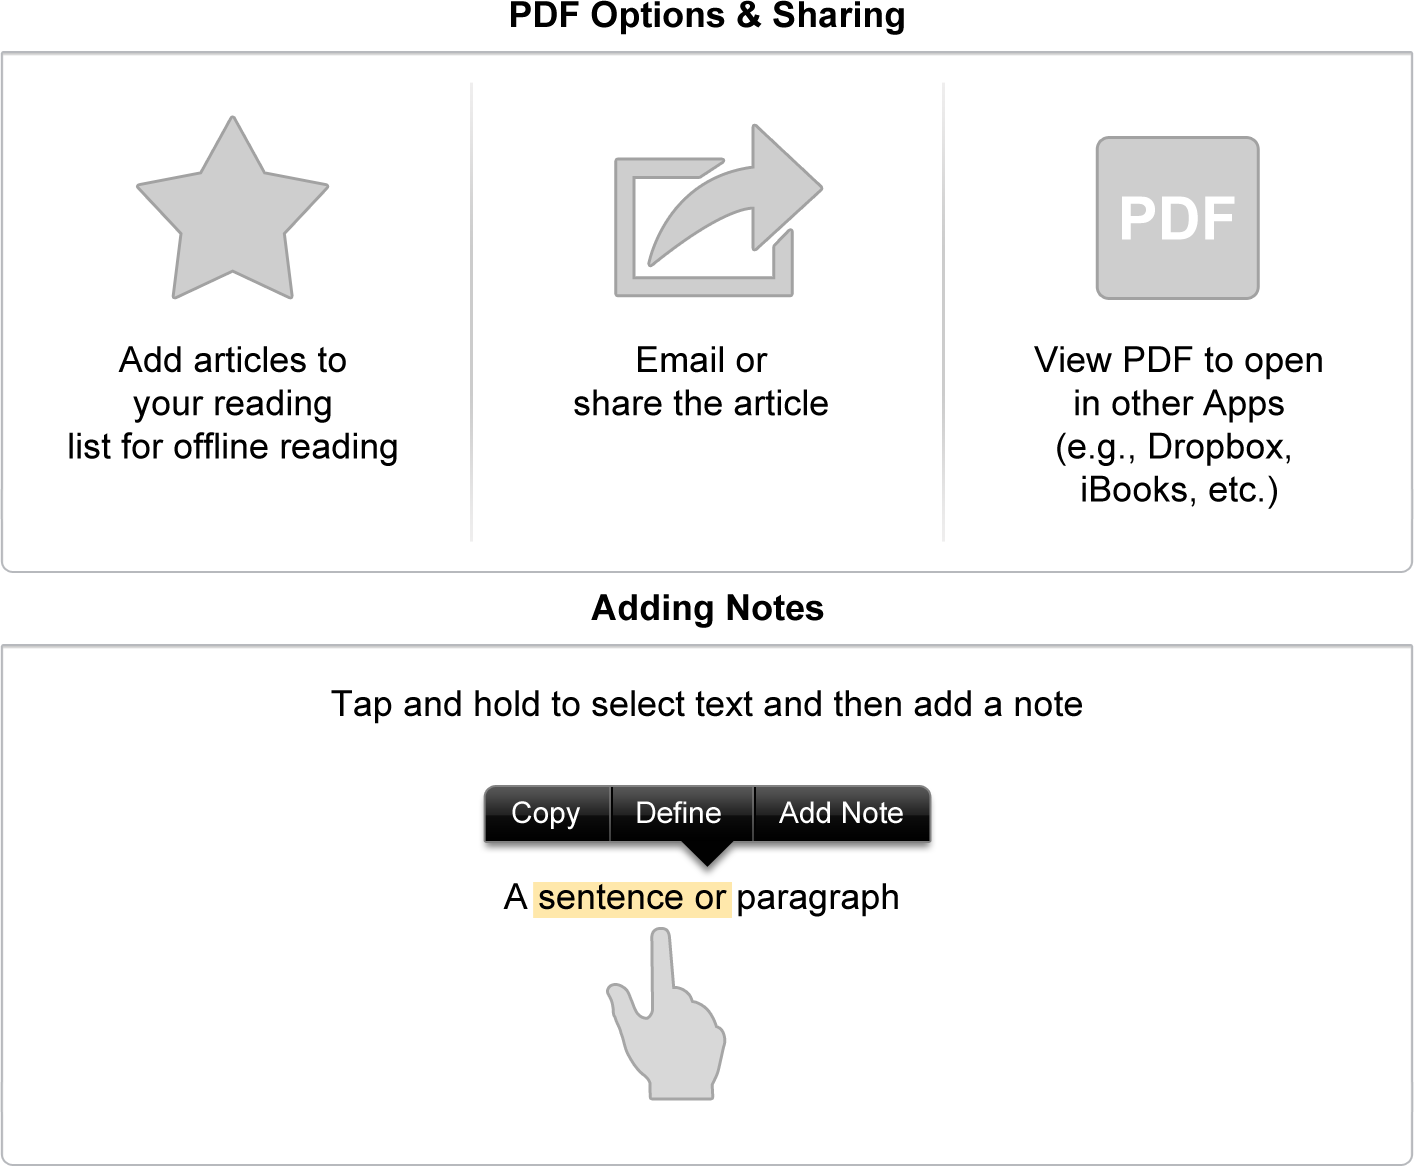 PDF Options & Sharing
PDF
Add articles to
your reading
list for offline reading
Email or
share the article
View PDF to open
in other Apps
(e.g., Dropbox,
iBooks, etc.)
Adding Notes
Tap and hold to select text and then add a note
Copy Define Add Note
A sentence or paragraph